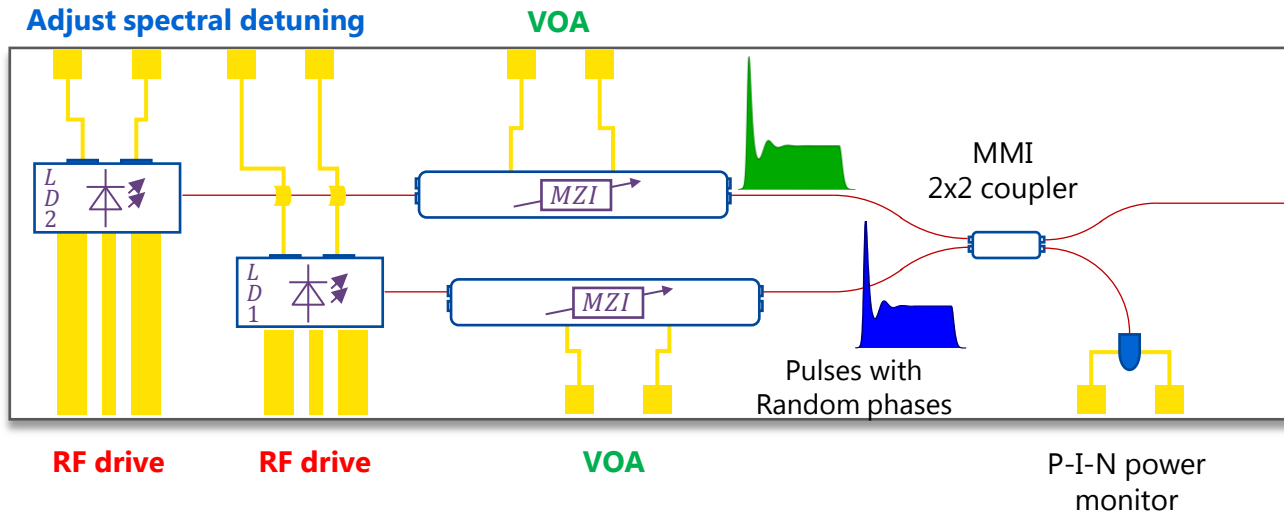 Adjust spectral detuning
VOA
L
D
2
MZI
MMI
2x2 coupler
L
D
1
MZI
Pulses with
Random phases
RF drive
RF drive
VOA
P-I-N power
monitor